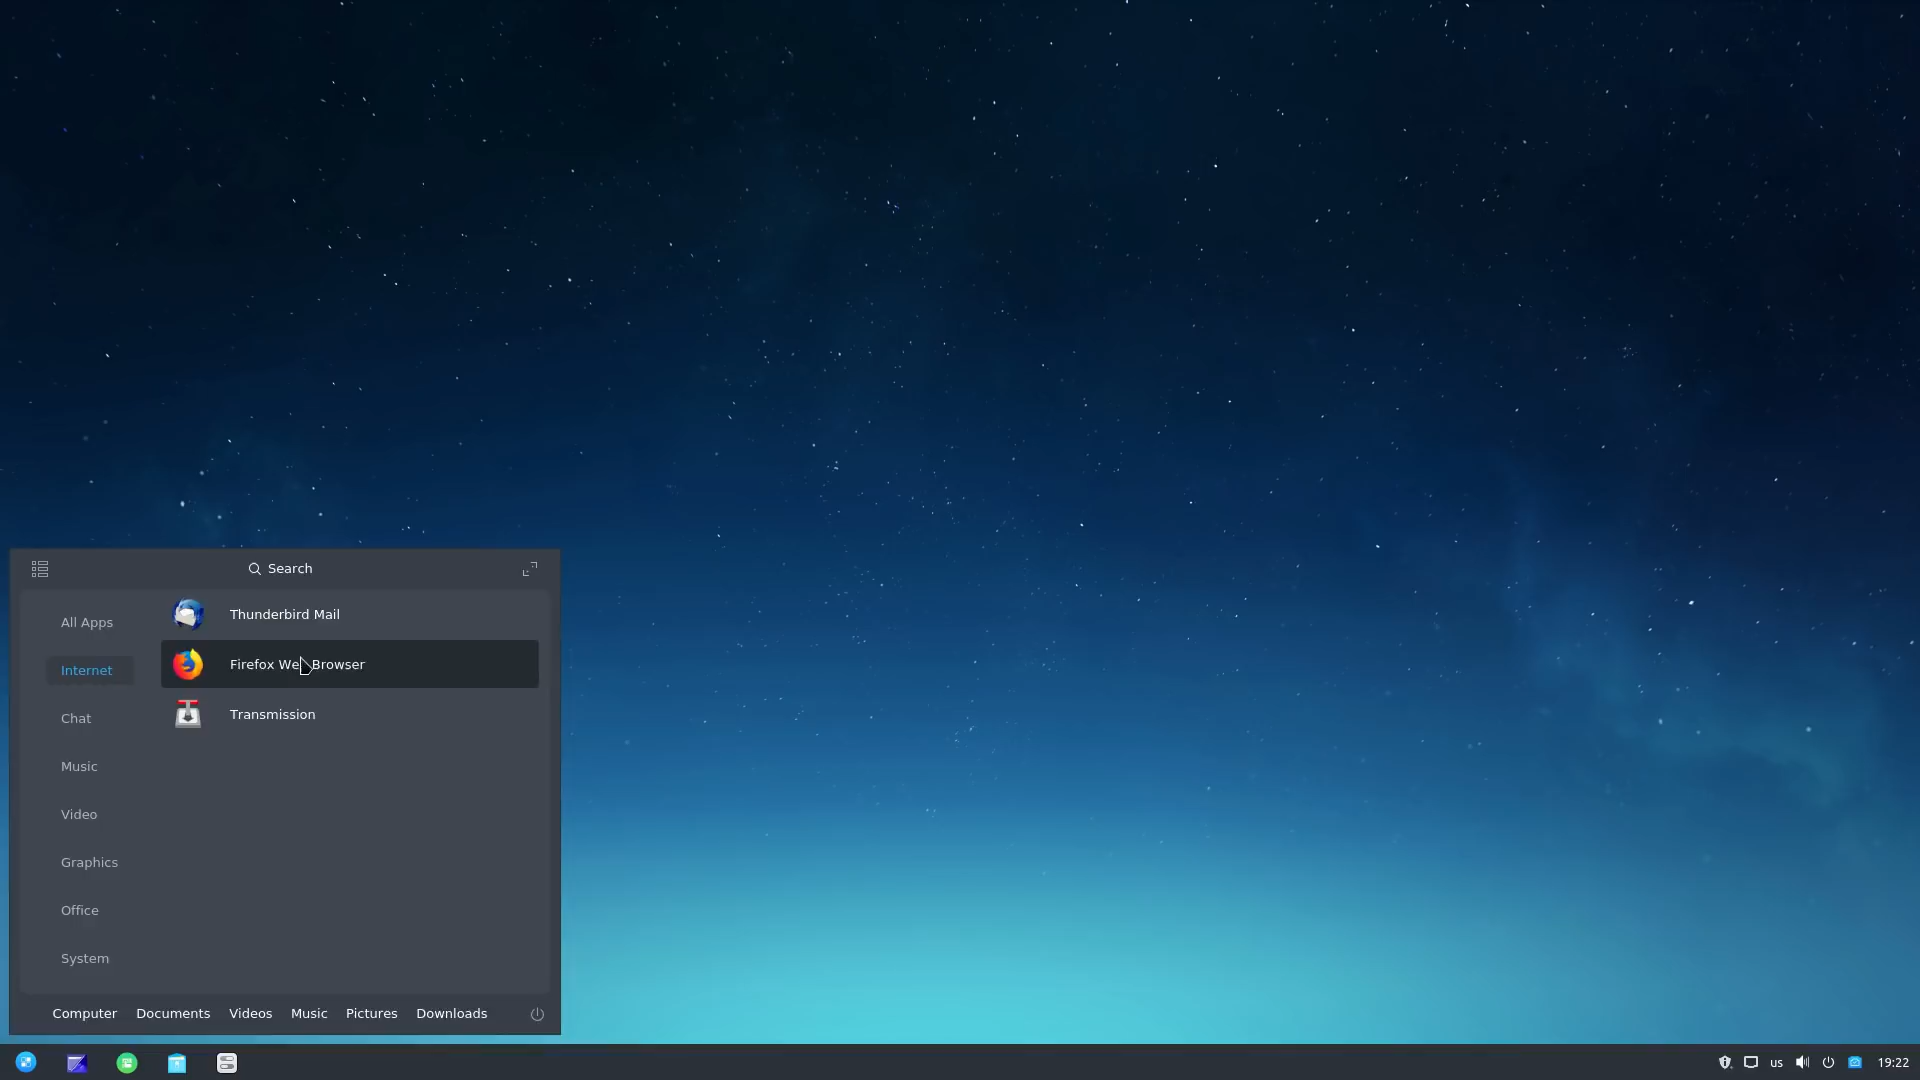 Search
All Apps
Internet
Chat
Music
Video
Graphics
Office
System
Thunderbird Mail
Firefox Web Browser
Transmission
Computer Documents Videos Music Pictures Downloads
us 19:22